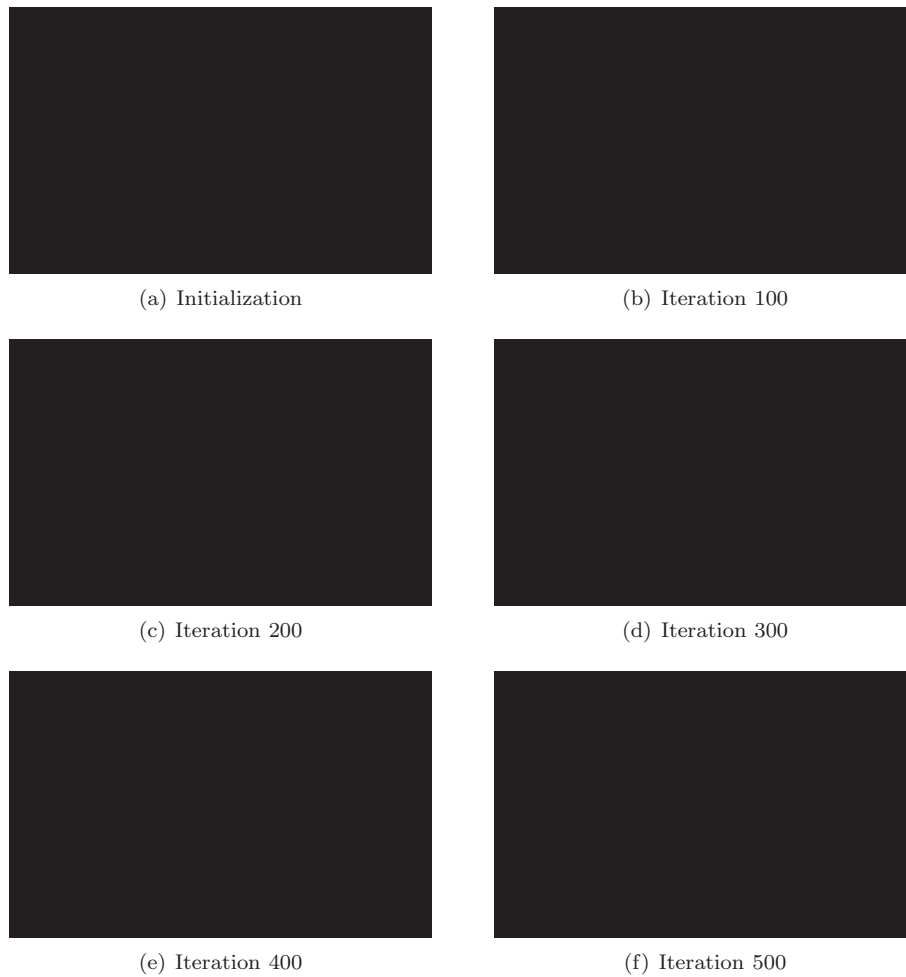 (a) Initialization
(b) Iteration 100
(c) Iteration 200
(d) Iteration 300
(e) Iteration 400
(f) Iteration 500